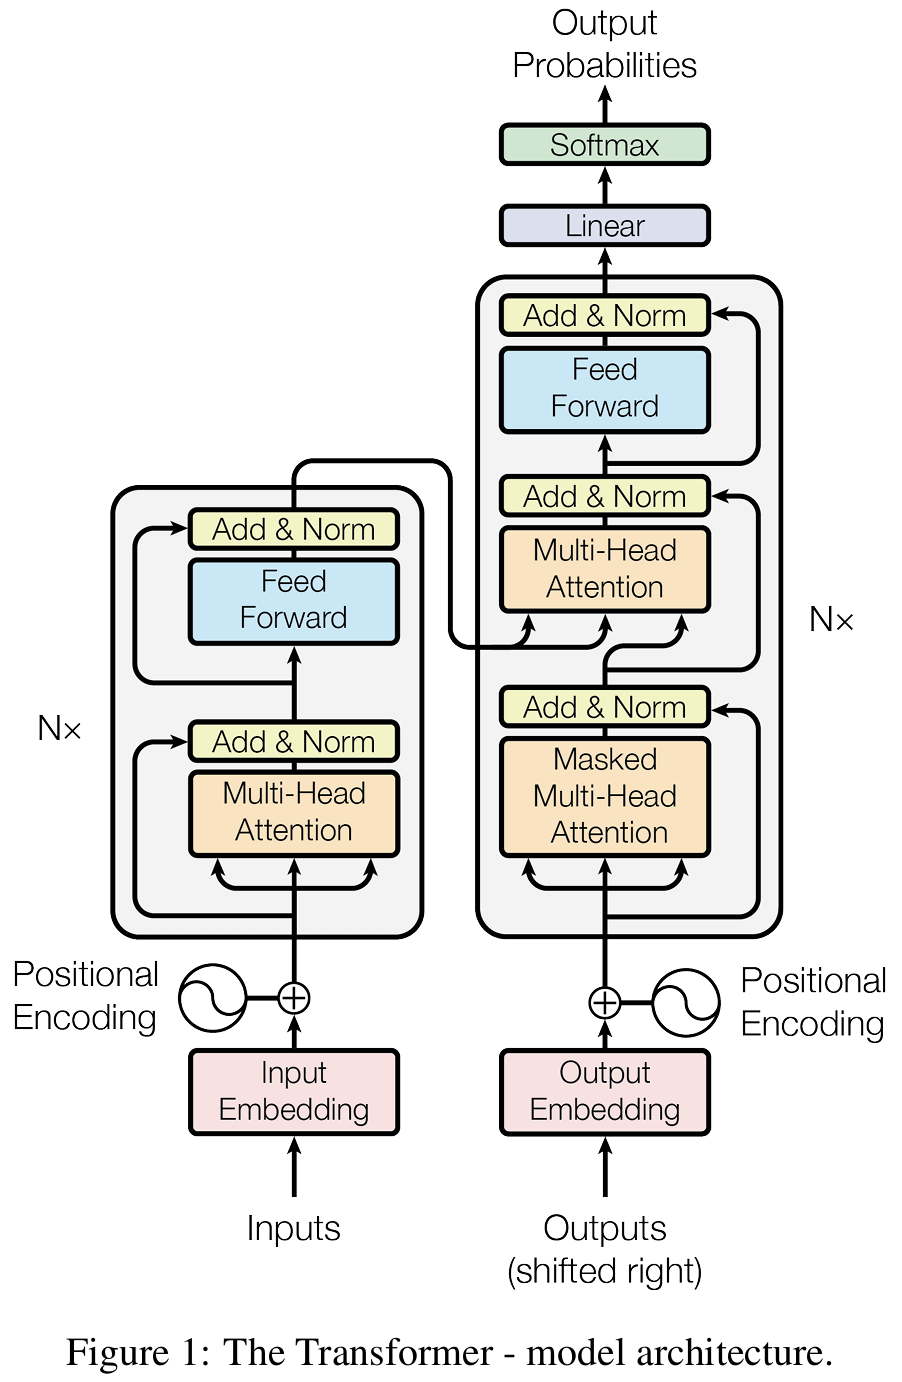 Output
Probabilities
Softmax
Linear
Add & Norm
Feed
Forward
Add & Norm
Multi-Head
Attention
Add & Norm
Masked
Multi-Head
Attention
Nx
Add & Norm
Feed
Forward
Add & Norm
Multi-Head
Attention
Nx
Positional
Encoding
Positional
Encoding
Input
Embedding
Output
Embedding
Inputs
Outputs
(shifted right)
Figure 1: The Transformer - model architecture.